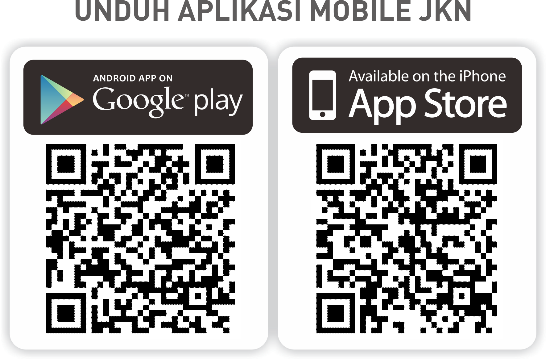 UNDUH APLIKASI MOBILE JKN
ANDROID APP ON
Google play
Available on the iPhone
App Store